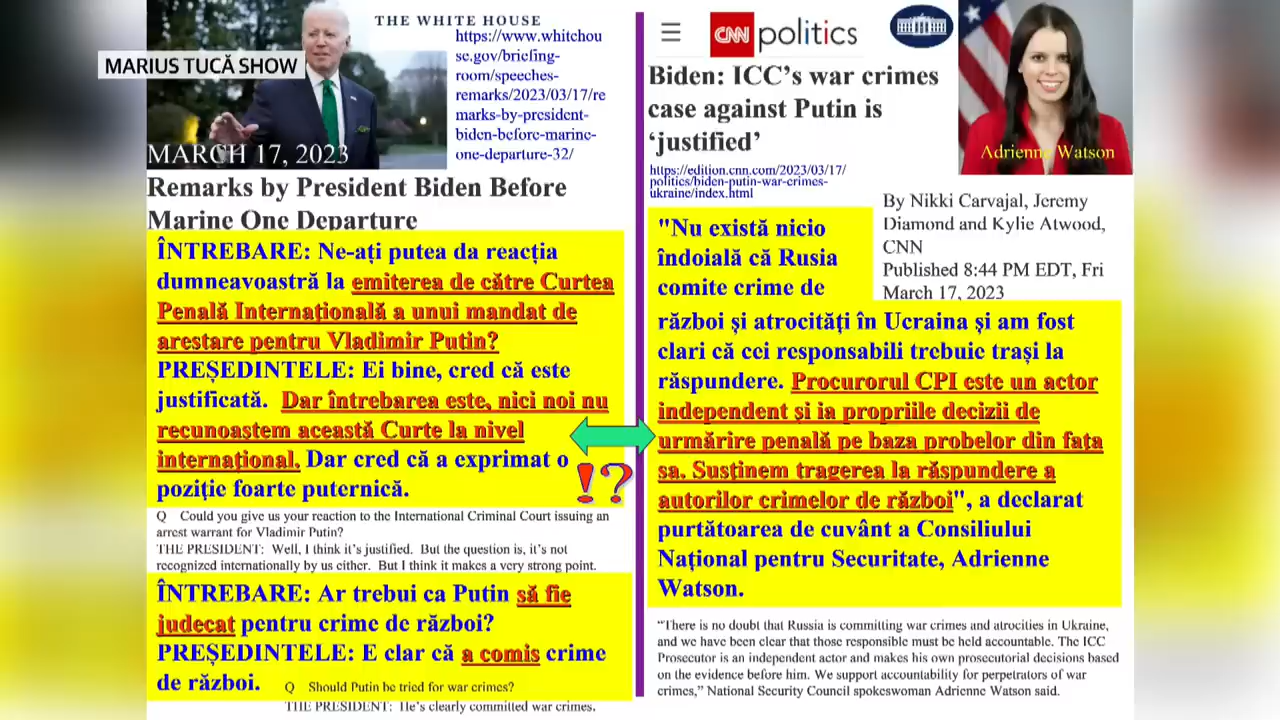 MARIUS TUCĂ SHOW
THE WHITE HOUSE
https://www.whitehou
se.gov/briefing-
room/speeches-
remarks/2023/03/17/re
marks-by-president-
biden-before-marine-
one-departure-32/
MARCH 17, 2023
Remarks by President Biden Before
Marine One Departure
ÎNTREBARE: Ne-ați putea da reacția
dumneavoastră la emiterea de către Curtea
Penală Internațională a unui mandat de
arestare pentru Vladimir Putin?
PREȘEDINTELE: Ei bine, cred că este
justificată. Dar întrebarea este, nici noi nu
recunoaștem această Curte la nivel
internațional. Dar cred că a exprimat o
poziție foarte puternică.
!?
Q Could you give us your reaction to the International Criminal Court issuing an
arrest warrant for Vladimir Putin?
THE PRESIDENT: Well, I think it's justified. But the question is, it's not
recognized internationally by us either. But I think it makes a very strong point.
ÎNTREBARE: Ar trebui ca Putin să fie
judecat pentru crime de război?
PREȘEDINTELE: E clar că a comis crime
de război.
Q Should Putin be tried for war crimes?
THE PRESIDENT: He's clearly committed war crimes.
CNN politics
Biden: ICC's war crimes
case against Putin is
‘justified’
https://edition.cnn.com/2023/03/17/
politics/biden-putin-war-crimes-
ukraine/index.html
Adrienne Watson
By Nikki Carvajal, Jeremy
Diamond and Kylie Atwood,
CNN
Published 8:44 PM EDT, Fri
March 17, 2023
"Nu există nicio
îndoială că Rusia
comite crime de
război și atrocități în Ucraina și am fost
clari că cei responsabili trebuie trași la
răspundere. Procurorul CPI este un actor
independent și ia propriile decizii de
urmărire penală pe baza probelor din fața
sa. Susținem tragerea la răspundere a
autorilor crimelor de război", a declarat
purtătoarea de cuvânt a Consiliului
Național pentru Securitate, Adrienne
Watson.
“There is no doubt that Russia is committing war crimes and atrocities in Ukraine,
and we have been clear that those responsible must be held accountable. The ICC
Prosecutor is an independent actor and makes his own prosecutorial decisions based
on the evidence before him. We support accountability for perpetrators of war
crimes,” National Security Council spokeswoman Adrienne Watson said.